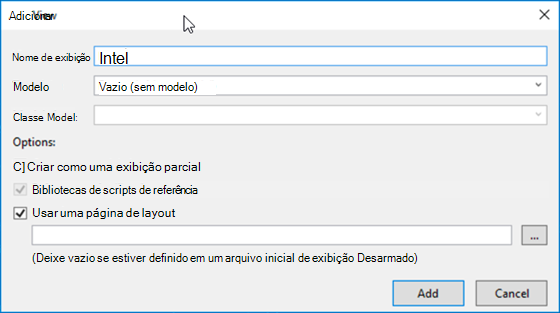 Adicionar View
Nome de exibição Intel
Modelo Vazio (sem modelo)
Classe Model:
Options:
C] Criar como uma exibição parcial
Bibliotecas de scripts de referência
Usar uma página de layout
...
(Deixe vazio se estiver definido em um arquivo inicial de exibição Desarmado)
Add Cancel